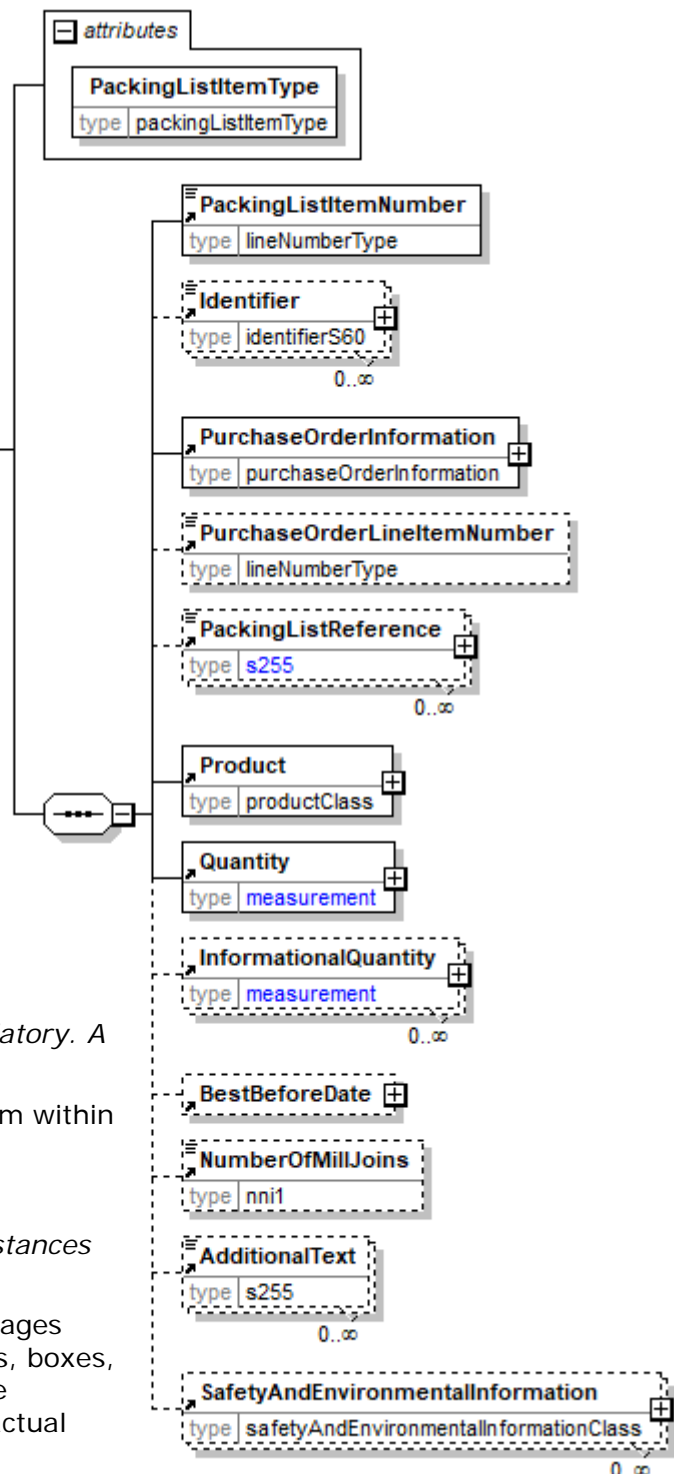 attributes
PackingListItemType
type packingListItemType
PackingListItemNumber
type lineNumberType
Identifier
type identifierS60
0..∞
PurchaseOrderInformation
type purchaseOrderInformation
PurchaseOrderLineItemNumber
type lineNumberType
PackingListReference
type s255
0..∞
Product
type productClass
Quantity
type measurement
InformationalQuantity
type measurement
0..∞
BestBeforeDate
NumberOfMillJoins
type nni1
AdditionalText
type s255
0..∞
SafetyAndEnvironmentalInformation
type safetyAndEnvironmentalInformationClass
0..∞
atory. A
m within
stances
ages
s, boxes,
e
ctual